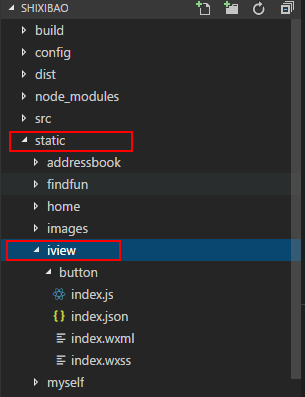 SHIXIBAO
build
config
dist
node_modules
src
static
addressbook
findfun
home
images
iview
button
index.js
{ } index.json
index.wxml
index.wxss
myself